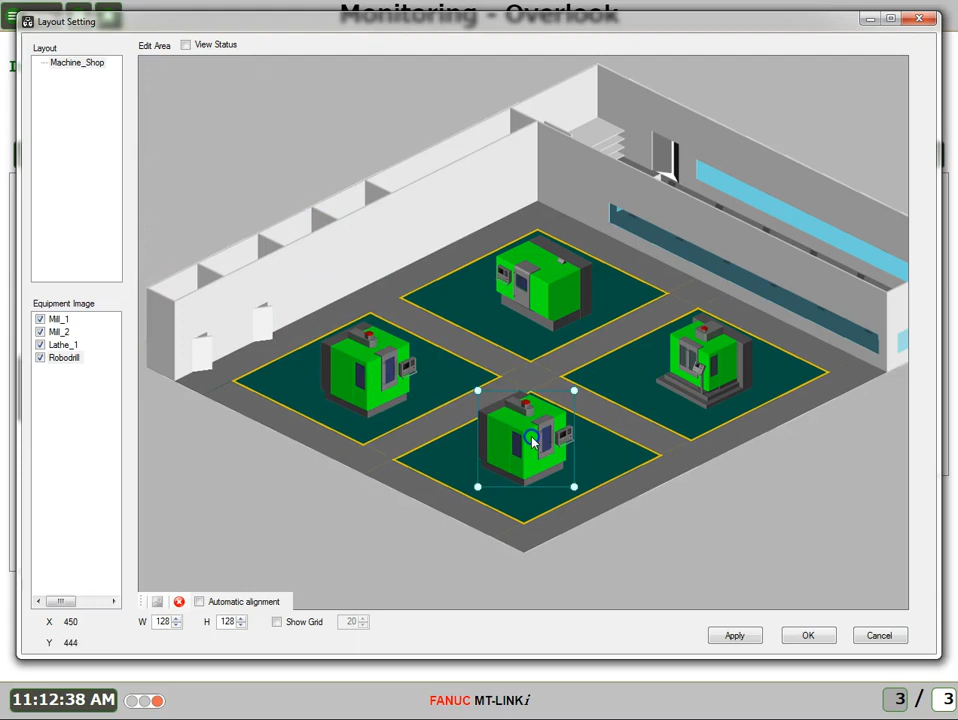 Monitoring - Overlook
Layout Setting
Layout
Edit Area
View Status
Machine_Shop
Equipment Image
Mill_1
Mill_2
Lathe_1
Robodrill
Automatic alignment
X 450
W 128
H 128
Show Grid
20
Y 444
Apply
OK
Cancel
11:12:38 AM
FANUC MT-LINKi
3 / 3